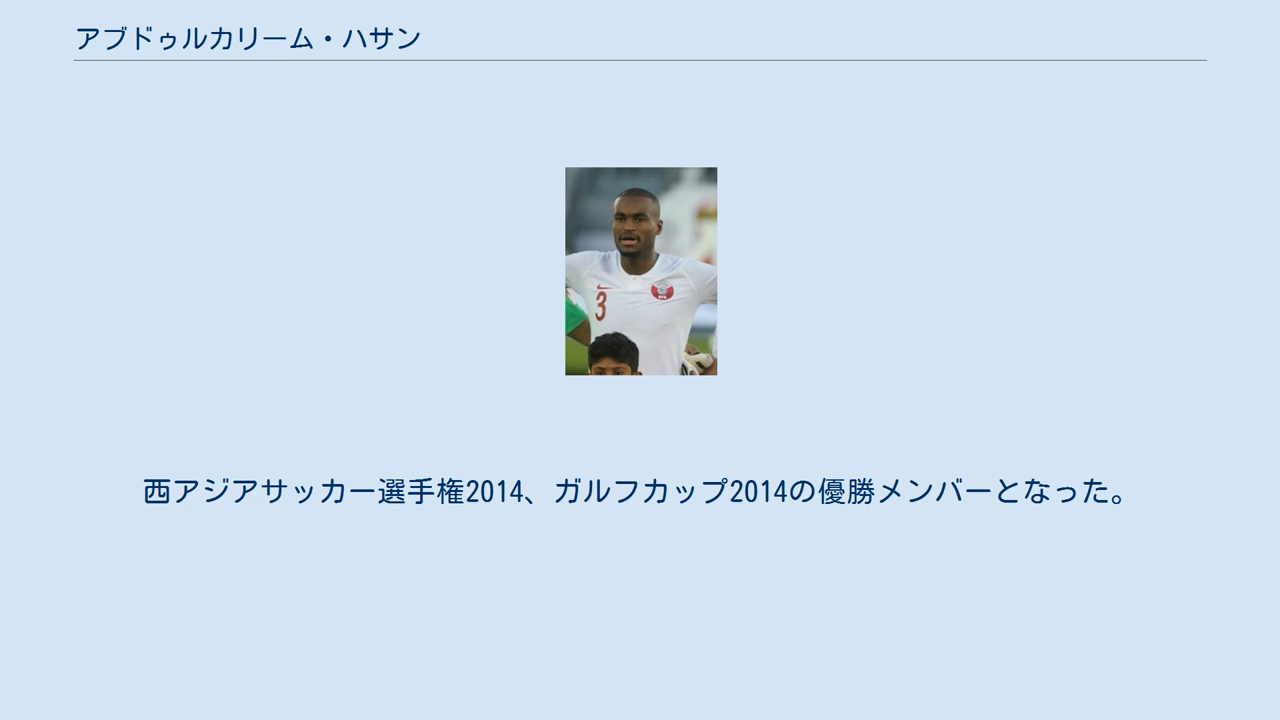 アブドゥルカリーム・ハサン
3
西アジアサッカー選手権2014、ガルフカップ2014の優勝メンバーとなった。